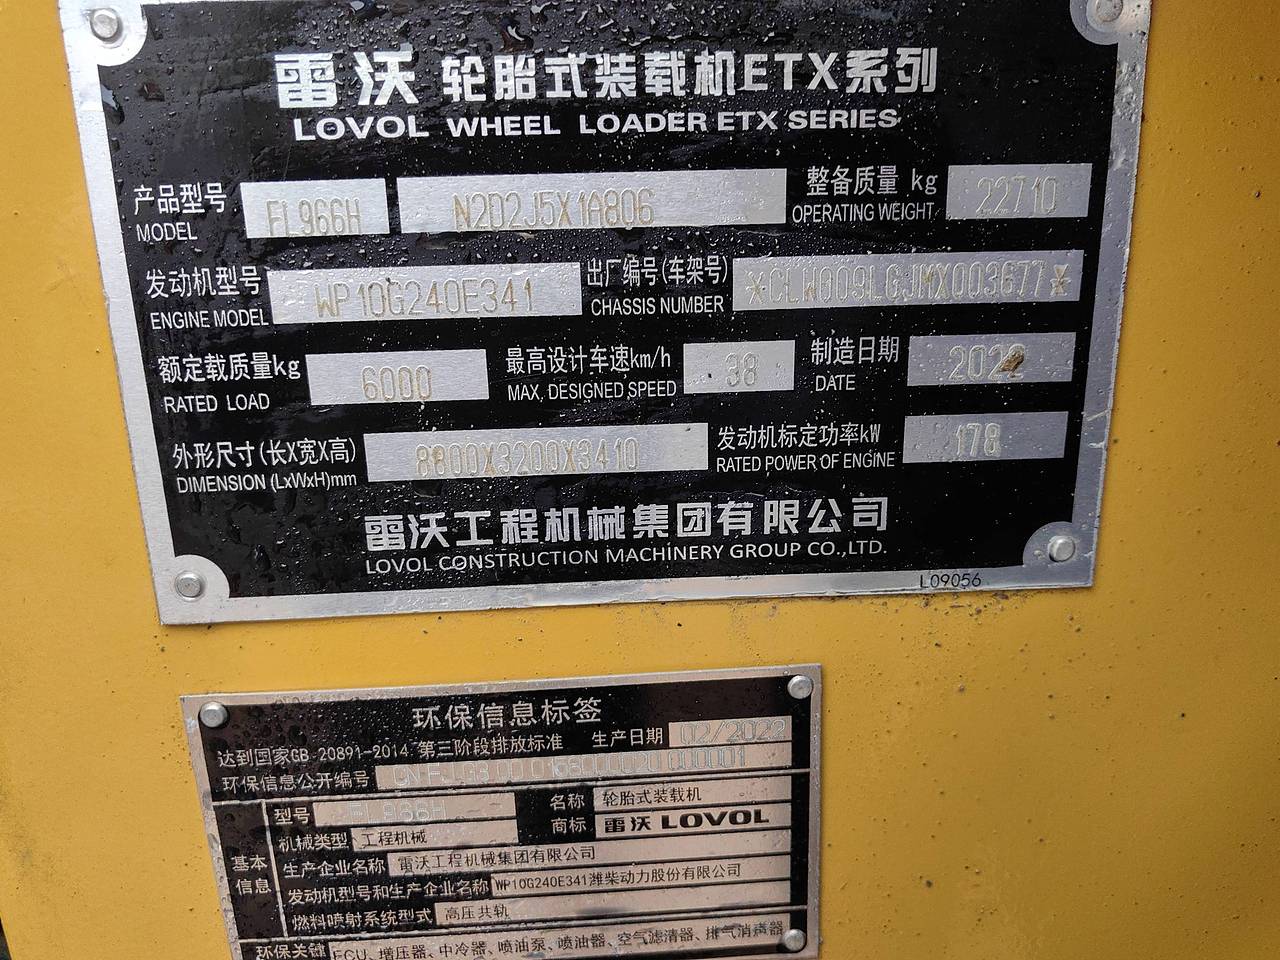 雷沃 轮胎式装载机ETX系列
LOVOL WHEEL LOADER ETX SERIES
产品型号 FL966H N2D2J5X1A806 整备质量 kg 22710
MODEL OPERATING WEIGHT
发动机型号 WP10G240E341 出厂编号(车架号) *CLW009LGJMX003677*
ENGINE MODEL CHASSIS NUMBER
额定载质量kg 6000 最高设计车速km/h 38 制造日期 2022
RATED LOAD MAX. DESIGNED SPEED DATE
外形尺寸(长X宽X高) 8800X3200X3410 发动机标定功率kW 178
DIMENSION (LxWxH)mm RATED POWER OF ENGINE
雷沃工程机械集团有限公司
LOVOL CONSTRUCTION MACHINERY GROUP CO.,LTD.
L09056
环保信息标签
达到国家GB 20891-2014 第三阶段排放标准 生产日期 02/2022
环保信息公开编号
基本信息
型号 FL966H 名称 轮胎式装载机
机械类型 工程机械 商标 雷沃 LOVOL
生产企业名称 雷沃工程机械集团有限公司
发动机型号和生产企业名称 WP10G240E341潍柴动力股份有限公司
燃料喷射系统型式 高压共轨
环保关键 ECU、增压器、中冷器、喷油泵、喷油器、空气滤清器、排气消声器